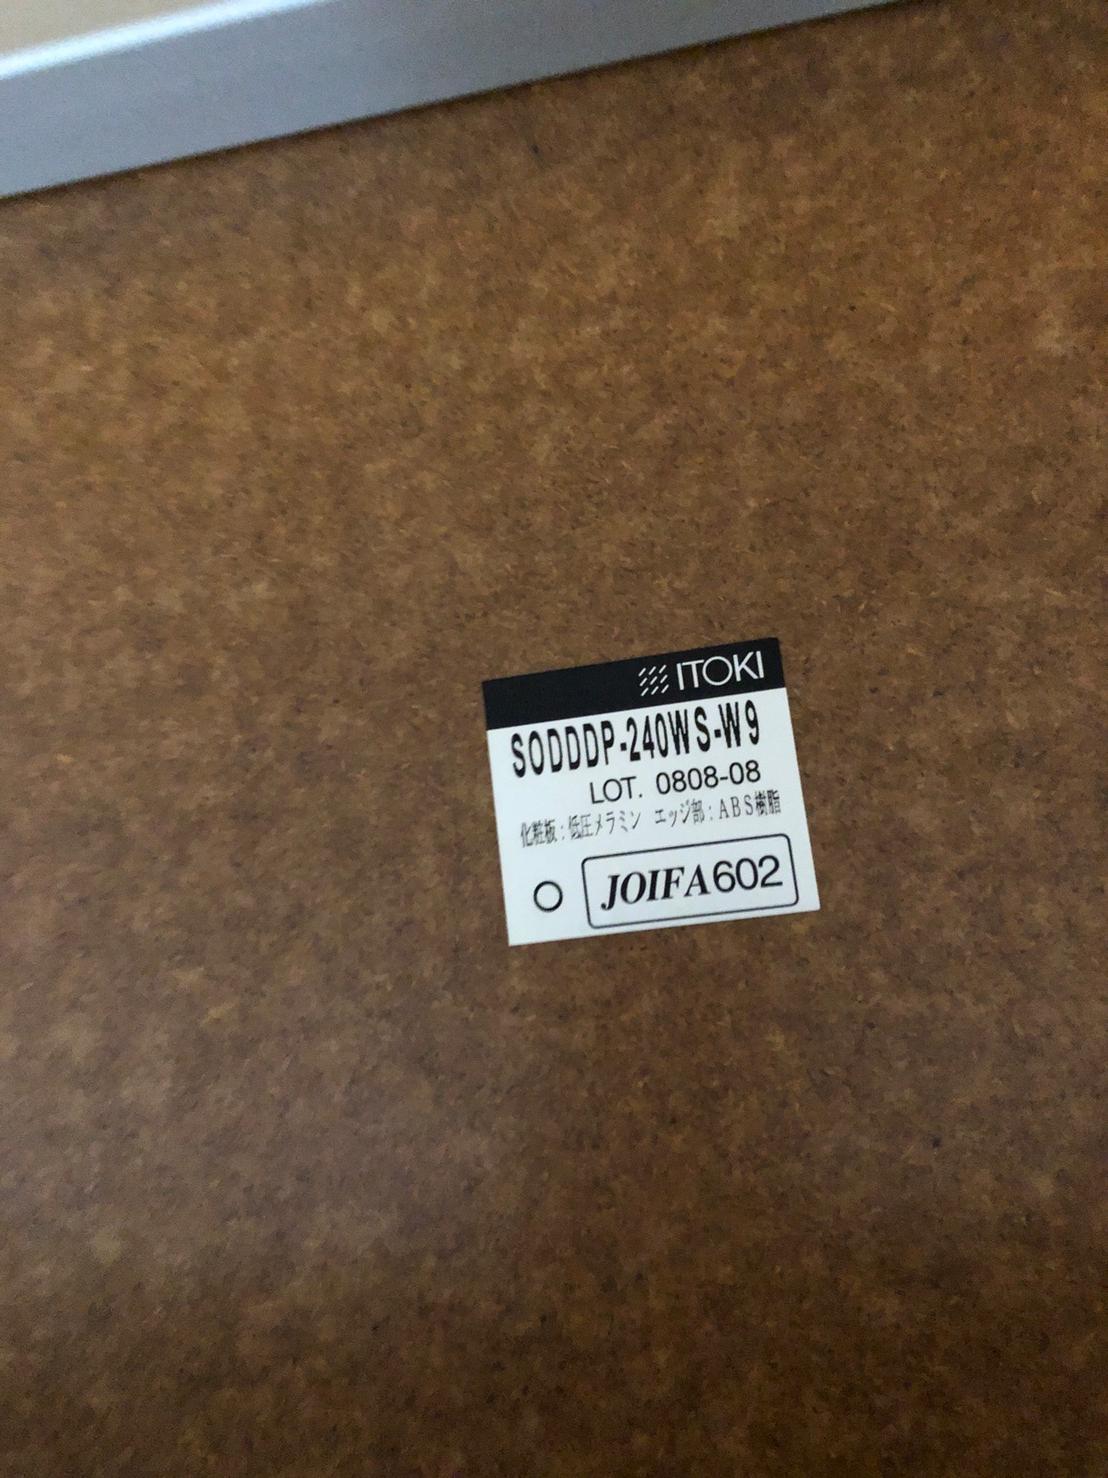 ITOKI
SODDDP-240WS-W9
LOT. 0808-08
化粧板：低圧メラミン エッジ部：ABS樹脂
○ JOIFA602